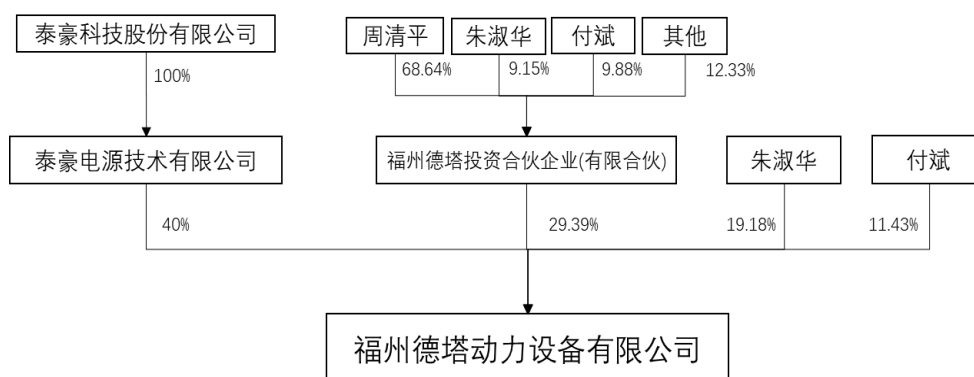 泰豪科技股份有限公司
周清平
朱淑华
付斌
其他
100%
68.64%
9.15%
9.88%
12.33%
泰豪电源技术有限公司
福州德塔投资合伙企业(有限合伙)
朱淑华
付斌
40%
29.39%
19.18%
11.43%
福州德塔动力设备有限公司